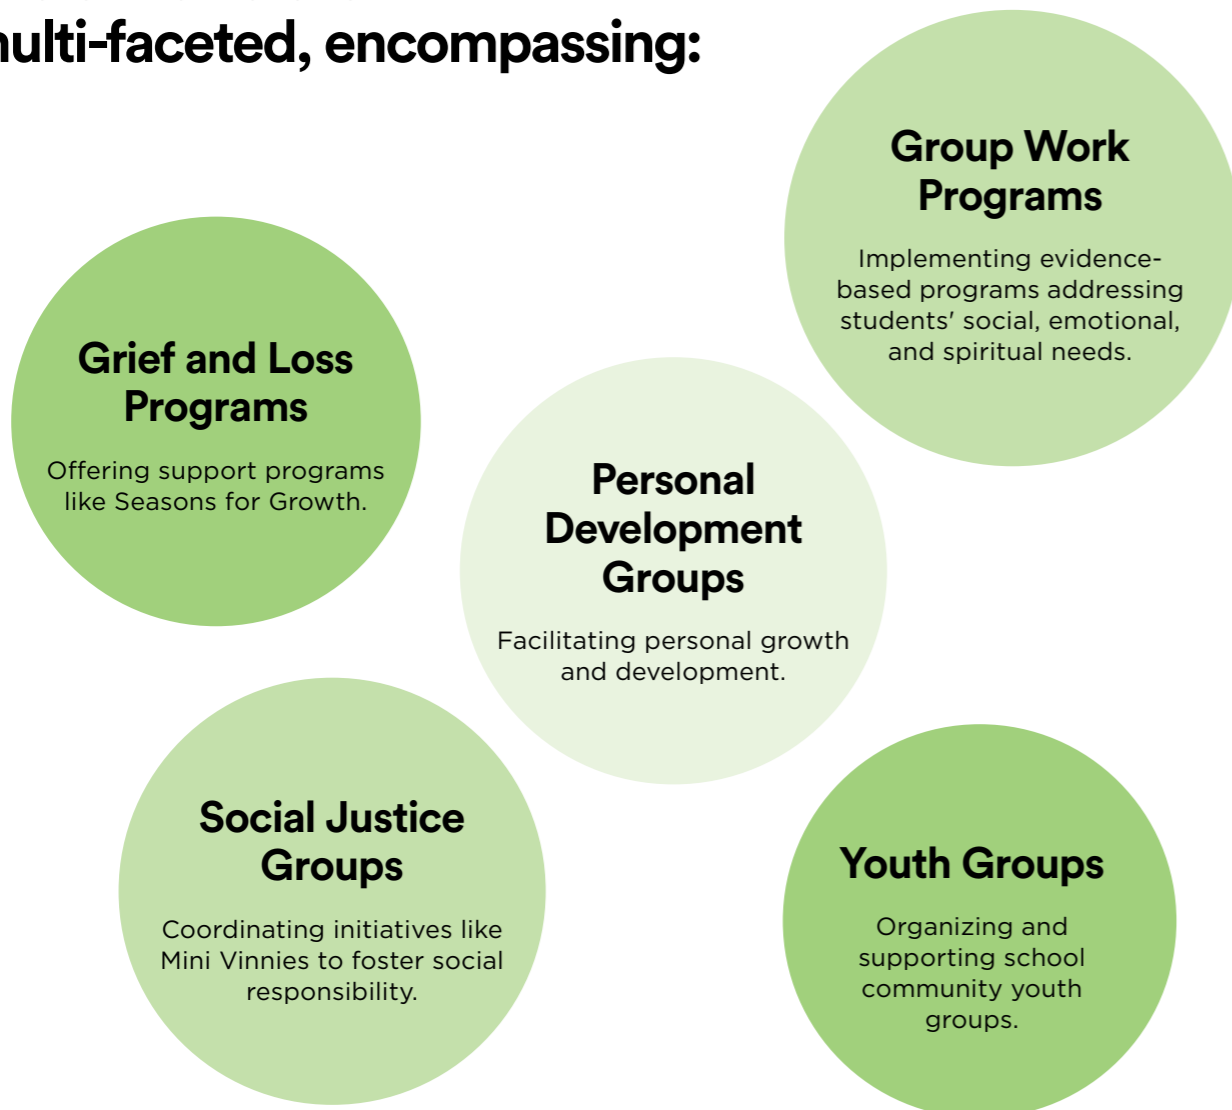 multi-faceted, encompassing:
Group Work
Programs
Implementing evidence-
based programs addressing
students' social, emotional,
and spiritual needs.
Grief and Loss
Programs
Offering support programs
like Seasons for Growth.
Personal
Development
Groups
Facilitating personal growth
and development.
Social Justice
Groups
Coordinating initiatives like
Mini Vinnies to foster social
responsibility.
Youth Groups
Organizing and
supporting school
community youth
groups.